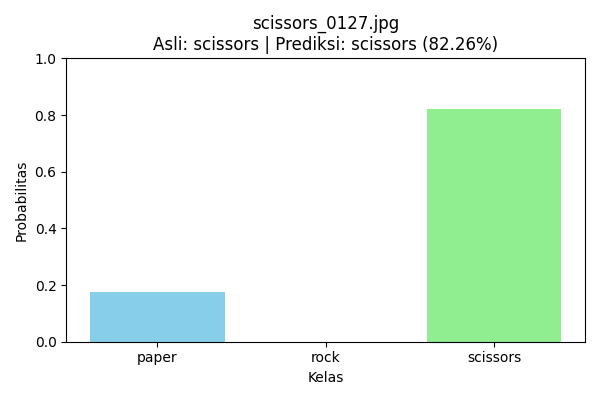 scissors_0127.jpg
Asli: scissors | Prediksi: scissors (82.26%)
1.0
0.8
0.6
0.4
0.2
0.0
Probabilitas
paper
rock
scissors
Kelas